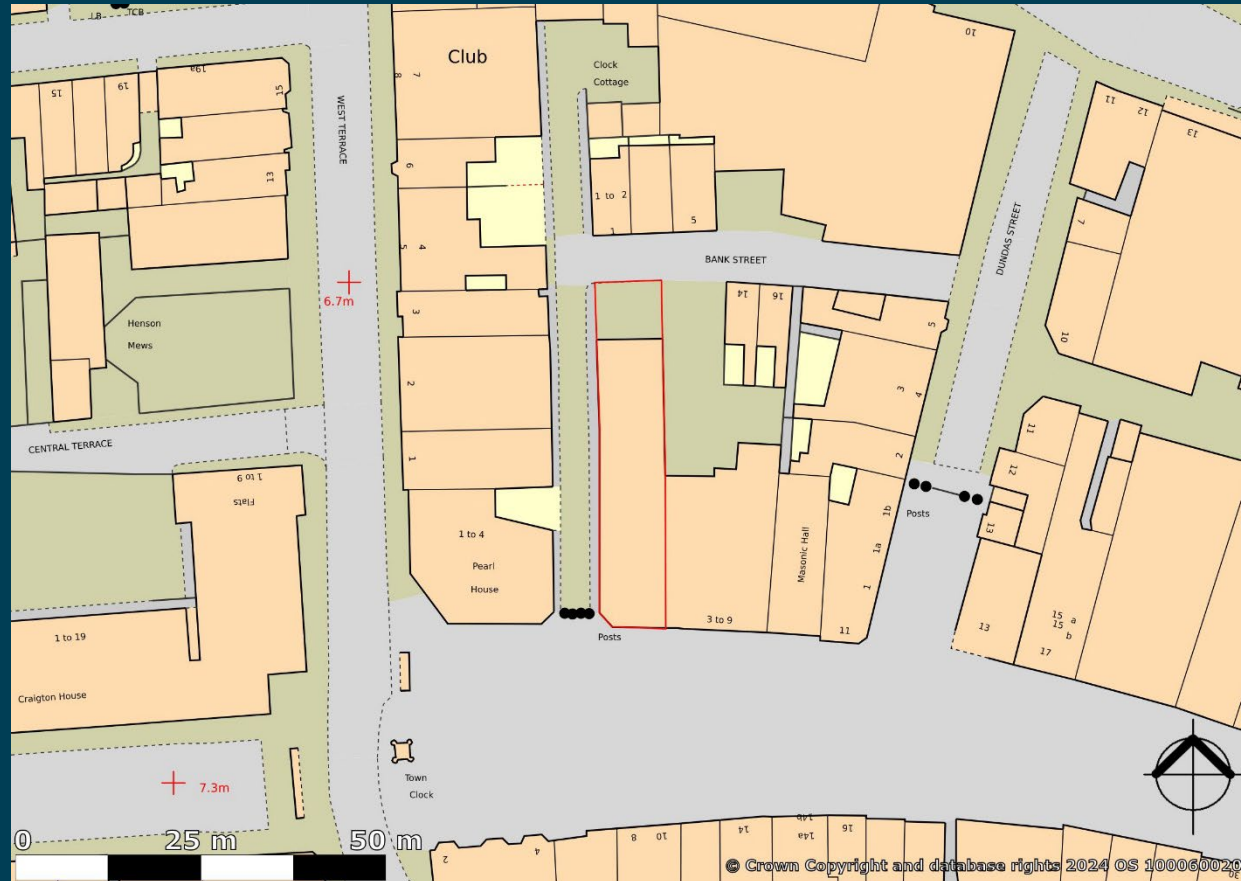 LB TCB
10
Club
8 7
Clock
Cottage
15 19 19a 15
11 12 13
WEST TERRACE
6
13
1 to 2
1 5
7
DUNDAS STREET
5 4
BANK STREET
6.7m
3
14 16
5
10
Henson
Mews
2
3 4
CENTRAL TERRACE
1
2
11
12
1 to 9
Flats
1b
Posts
13
1 to 4
Pearl
House
Masonic Hall
1a
1
1 to 19
Posts
3 to 9
11
13
15 a
15 b
17
Craigton House
7.3m
Town
Clock
0 25 m 50 m
2 4 8 10 14 14a 14b 16
© Crown Copyright and database rights 2024 OS 100060020